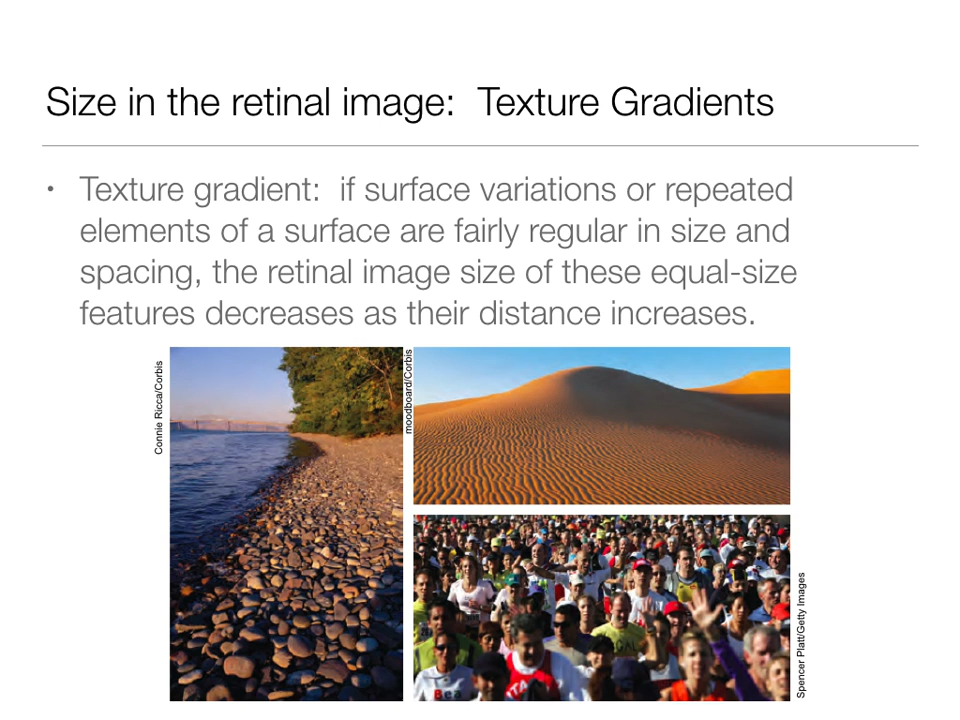 Size in the retinal image:  Texture Gradients
• Texture gradient:  if surface variations or repeated
elements of a surface are fairly regular in size and
spacing, the retinal image size of these equal-size
features decreases as their distance increases.
Connie Ricca/Corbis
moodboard/Corbis
Spencer Platt/Getty Images